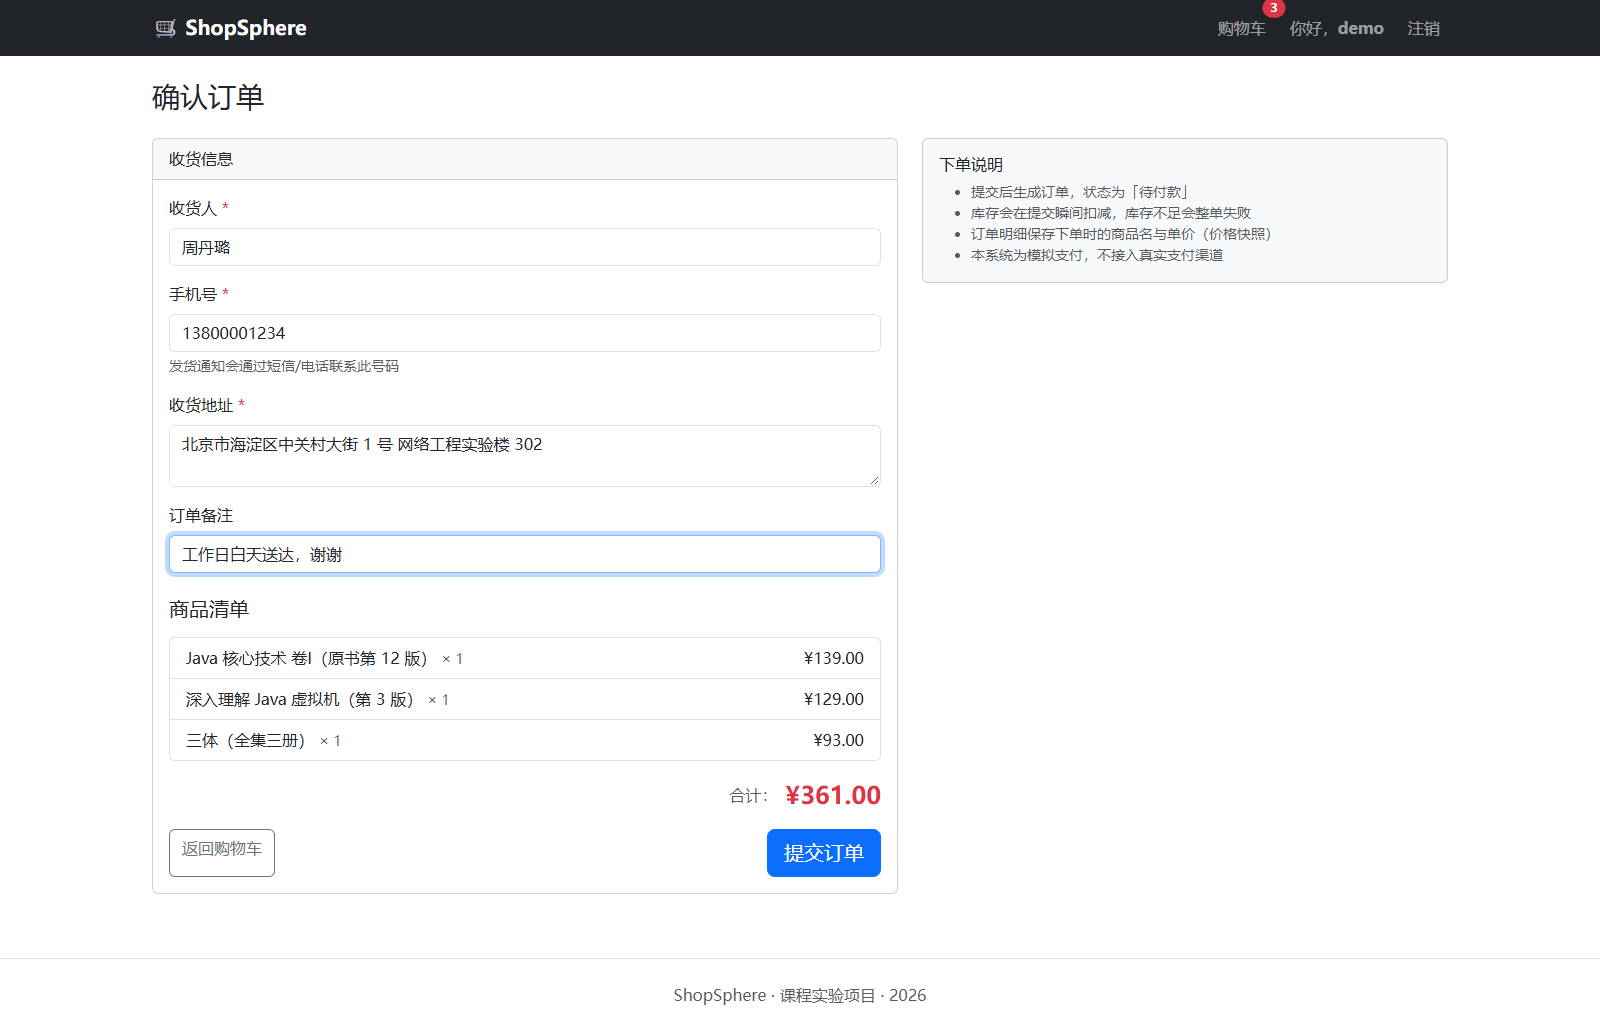 ShopSphere
购物车 3 你好，demo 注销
确认订单
收货信息
收货人 *
周丹璐
手机号 *
13800001234
发货通知会通过短信/电话联系此号码
收货地址 *
北京市海淀区中关村大街 1 号 网络工程实验楼 302
订单备注
工作日白天送达，谢谢
商品清单
Java 核心技术 卷I（原书第 12 版） × 1 ¥139.00
深入理解 Java 虚拟机（第 3 版） × 1 ¥129.00
三体（全集三册） × 1 ¥93.00
合计： ¥361.00
返回购物车 提交订单
下单说明
• 提交后生成订单，状态为「待付款」
• 库存会在提交瞬间扣减，库存不足会整单失败
• 订单明细保存下单时的商品名与单价（价格快照）
• 本系统为模拟支付，不接入真实支付渠道
ShopSphere · 课程实验项目 · 2026